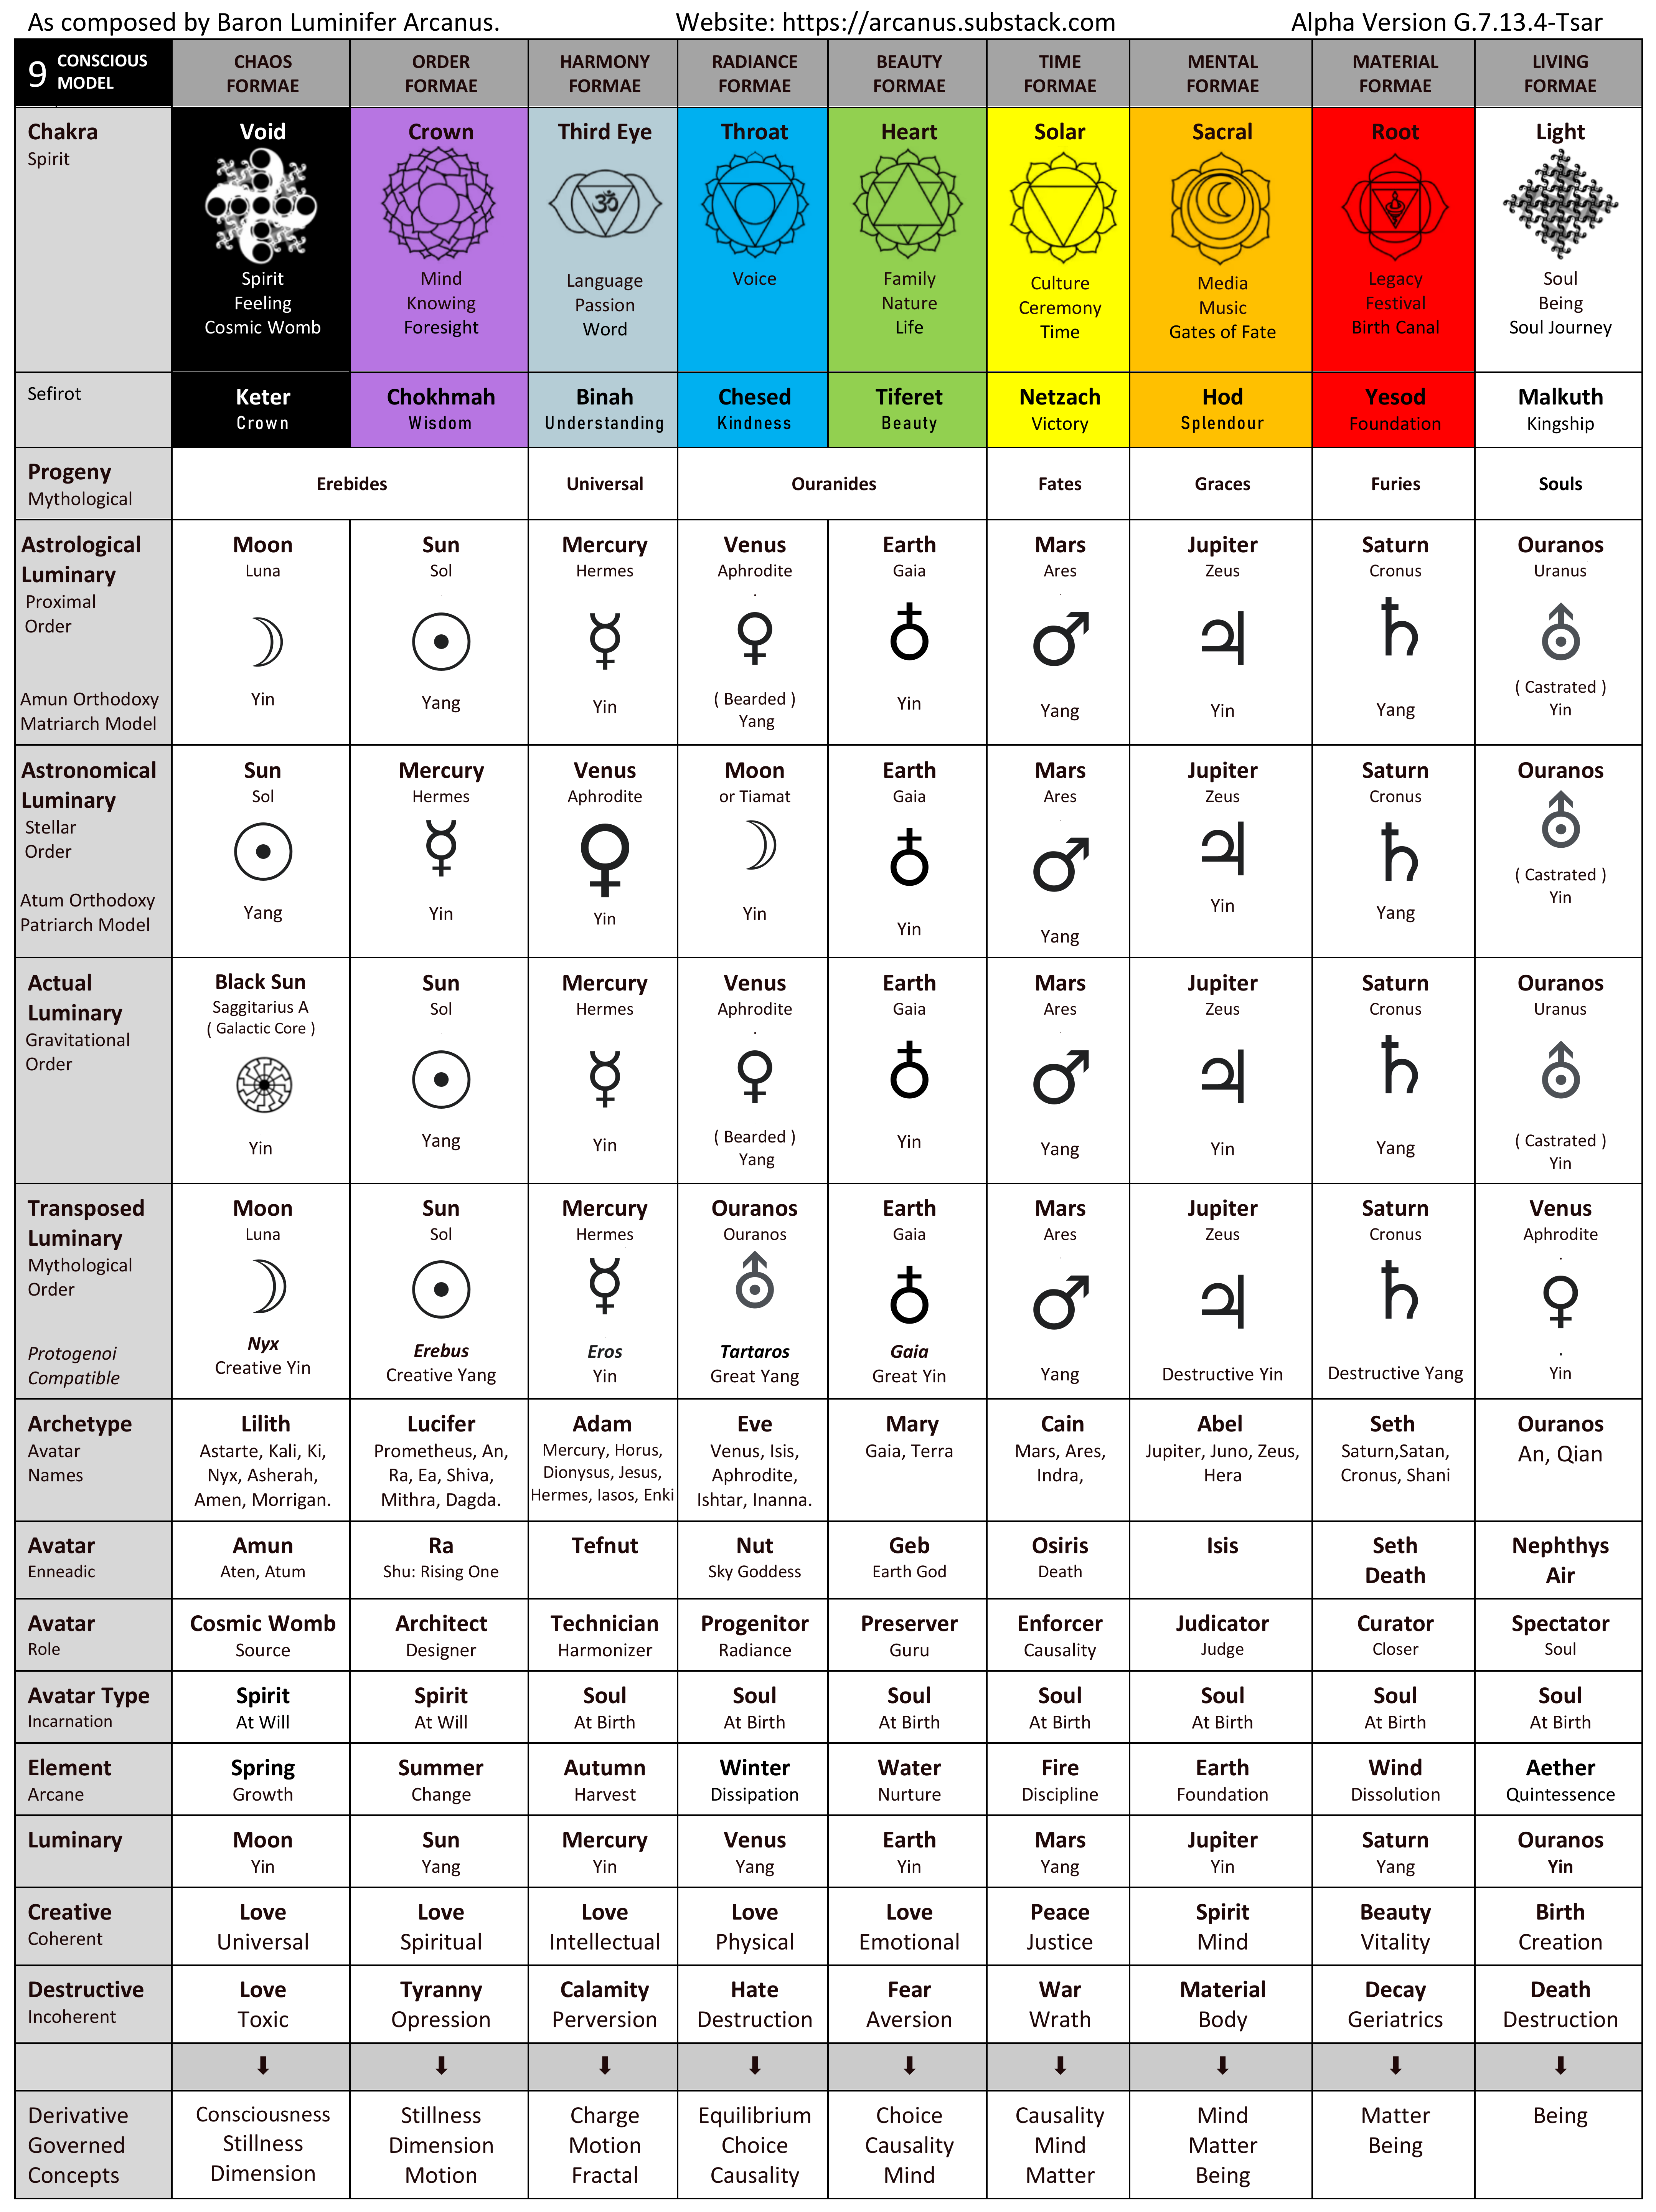 As composed by Baron Luminifer Arcanus. Website: https://arcanus.substack.com Alpha Version G.7.13.4-Tsar
9 CONSCIOUS MODEL CHAOS FORMAE ORDER FORMAE HARMONY FORMAE RADIANCE FORMAE BEAUTY FORMAE TIME FORMAE MENTAL FORMAE MATERIAL FORMAE LIVING FORMAE
Chakra Void Crown Third Eye Throat Heart Solar Sacral Root Light
Spirit
ॐ
Spirit Mind Language Voice Family Culture Media Legacy Soul
Feeling Knowing Passion Nature Ceremony Music Festival Being
Cosmic Womb Foresight Word Life Time Gates of Fate Birth Canal Soul Journey
Sefirot Keter Chokhmah Binah Chesed Tiferet Netzach Hod Yesod Malkuth
Crown Wisdom Understanding Kindness Beauty Victory Splendour Foundation Kingship
Progeny Erebides Universal Ouranides Fates Graces Furies Souls
Mythological
Astrological Moon Sun Mercury Venus Earth Mars Jupiter Saturn Ouranos
Luminary Luna Sol Hermes Aphrodite Gaia Ares Zeus Cronus Uranus
Proximal
Order
Amun Orthodoxy Yin Yang Yin ( Bearded ) Yin Yang Yin Yang ( Castrated )
Matriarch Model Yang Yin
Astronomical Sun Mercury Venus Moon Earth Mars Jupiter Saturn Ouranos
Luminary Sol Hermes Aphrodite or Tiamat Gaia Ares Zeus Cronus
Stellar
Order
( Castrated )
Atum Orthodoxy Yang Yin Yin Yin Yin Yang Yin Yang Yin
Patriarch Model
Actual Black Sun Sun Mercury Venus Earth Mars Jupiter Saturn Ouranos
Luminary Saggitarius A Sol Hermes Aphrodite Gaia Ares Zeus Cronus Uranus
Gravitational ( Galactic Core )
Order
Yin Yang Yin ( Bearded ) Yin Yang Yin Yang ( Castrated )
Yang Yin
Transposed Moon Sun Mercury Ouranos Earth Mars Jupiter Saturn Venus
Luminary Luna Sol Hermes Ouranos Gaia Ares Zeus Cronus Aphrodite
Mythological
Order
Protogenoi Nyx Erebus Eros Tartaros Gaia
Compatible Creative Yin Creative Yang Yin Great Yang Great Yin Yang Destructive Yin Destructive Yang Yin
Archetype Lilith Lucifer Adam Eve Mary Cain Abel Seth Ouranos
Avatar Astarte, Kali, Ki, Prometheus, An, Mercury, Horus, Venus, Isis, Gaia, Terra Mars, Ares, Jupiter, Juno, Zeus, Saturn,Satan, An, Qian
Names Nyx, Asherah, Ra, Ea, Shiva, Dionysus, Jesus, Aphrodite, Indra, Hera Cronus, Shani
Amen, Morrigan. Mithra, Dagda. Hermes, Iasos, Enki Ishtar, Inanna.
Avatar Amun Ra Tefnut Nut Geb Osiris Isis Seth Nephthys
Enneadic Aten, Atum Shu: Rising One Sky Goddess Earth God Death Death Air
Avatar Cosmic Womb Architect Technician Progenitor Preserver Enforcer Judicator Curator Spectator
Role Source Designer Harmonizer Radiance Guru Causality Judge Closer Soul
Avatar Type Spirit Spirit Soul Soul Soul Soul Soul Soul Soul
Incarnation At Will At Will At Birth At Birth At Birth At Birth At Birth At Birth At Birth
Element Spring Summer Autumn Winter Water Fire Earth Wind Aether
Arcane Growth Change Harvest Dissipation Nurture Discipline Foundation Dissolution Quintessence
Luminary Moon Sun Mercury Venus Earth Mars Jupiter Saturn Ouranos
Yin Yang Yin Yang Yin Yang Yin Yang Yin
Creative Love Love Love Love Love Peace Spirit Beauty Birth
Coherent Universal Spiritual Intellectual Physical Emotional Justice Mind Vitality Creation
Destructive Love Tyranny Calamity Hate Fear War Material Decay Death
Incoherent Toxic Opression Perversion Destruction Aversion Wrath Body Geriatrics Destruction
Derivative Consciousness Stillness Charge Equilibrium Choice Causality Mind Matter Being
Governed Stillness Dimension Motion Choice Causality Mind Matter Being
Concepts Dimension Motion Fractal Causality Mind Matter Being